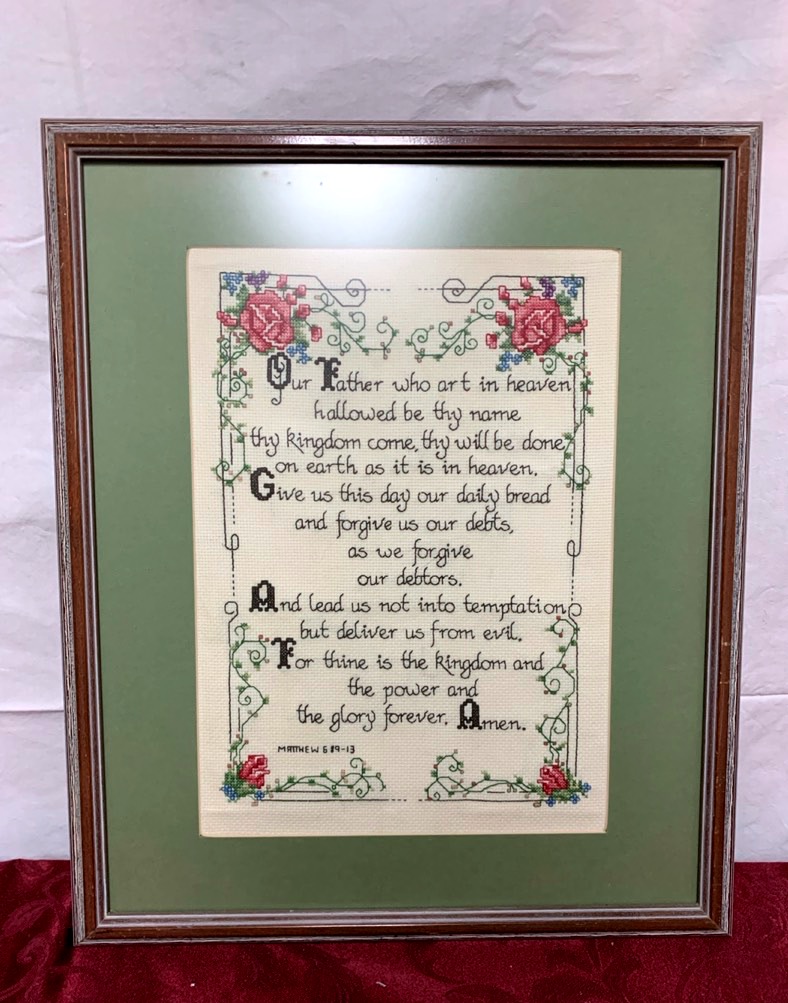 Our Father who art in heaven
hallowed be thy name
thy kingdom come, thy will be done
on earth as it is in heaven.
Give us this day our daily bread
and forgive us our debts,
as we forgive
our debtors.
And lead us not into temptation
but deliver us from evil.
For thine is the kingdom and
the power and
the glory forever. Amen.
MATTHEW 6:9-13